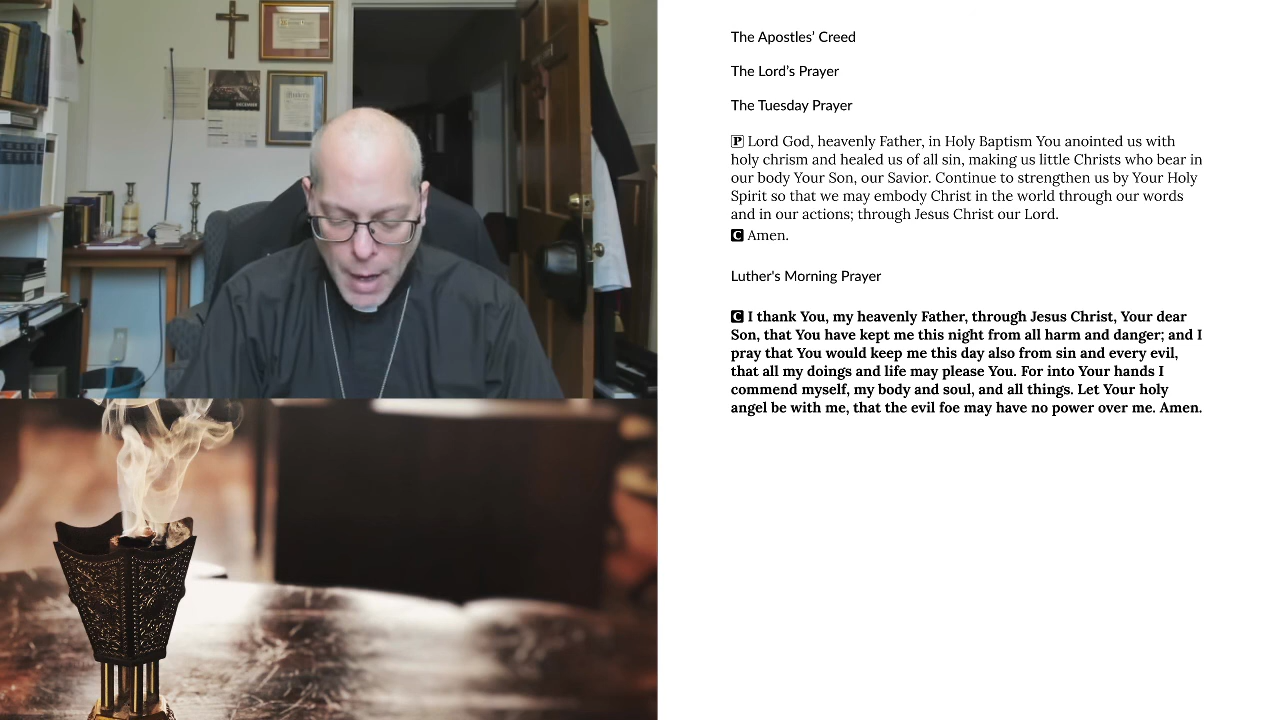 DECEMBER
The Apostles' Creed
The Lord's Prayer
The Tuesday Prayer
P Lord God, heavenly Father, in Holy Baptism You anointed us with
holy chrism and healed us of all sin, making us little Christs who bear in
our body Your Son, our Savior. Continue to strengthen us by Your Holy
Spirit so that we may embody Christ in the world through our words
and in our actions; through Jesus Christ our Lord.
C Amen.
Luther's Morning Prayer
C I thank You, my heavenly Father, through Jesus Christ, Your dear
Son, that You have kept me this night from all harm and danger; and I
pray that You would keep me this day also from sin and every evil,
that all my doings and life may please You. For into Your hands I
commend myself, my body and soul, and all things. Let Your holy
angel be with me, that the evil foe may have no power over me. Amen.